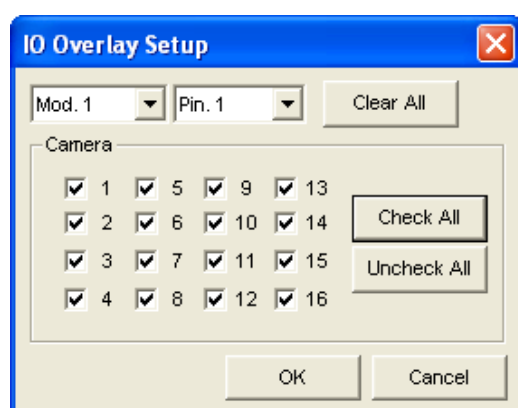 IO Overlay Setup
Mod. 1 Pin. 1 Clear All
Camera
1 5 9 13
2 6 10 14
Check All
3 7 11 15
Uncheck All
4 8 12 16
OK Cancel